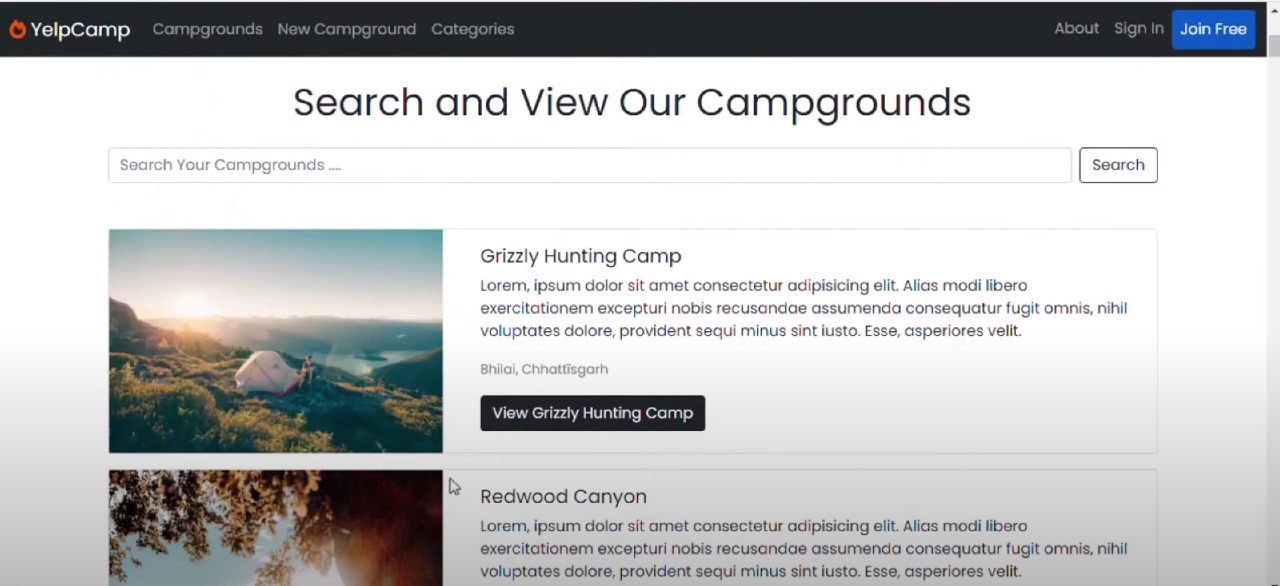 YelpCamp Campgrounds New Campground Categories About Sign In Join Free
Search and View Our Campgrounds
Search Your Campgrounds .... Search
Grizzly Hunting Camp
Lorem, ipsum dolor sit amet consectetur adipisicing elit. Alias modi libero
exercitationem excepturi nobis recusandae assumenda consequatur fugit omnis, nihil
voluptates dolore, provident sequi minus sint iusto. Esse, asperiores velit.
Bhilai, Chhattīsgarh
View Grizzly Hunting Camp
Redwood Canyon
Lorem, ipsum dolor sit amet consectetur adipisicing elit. Alias modi libero
exercitationem excepturi nobis recusandae assumenda consequatur fugit omnis, nihil
voluptates dolore, provident sequi minus sint iusto. Esse, asperiores velit.